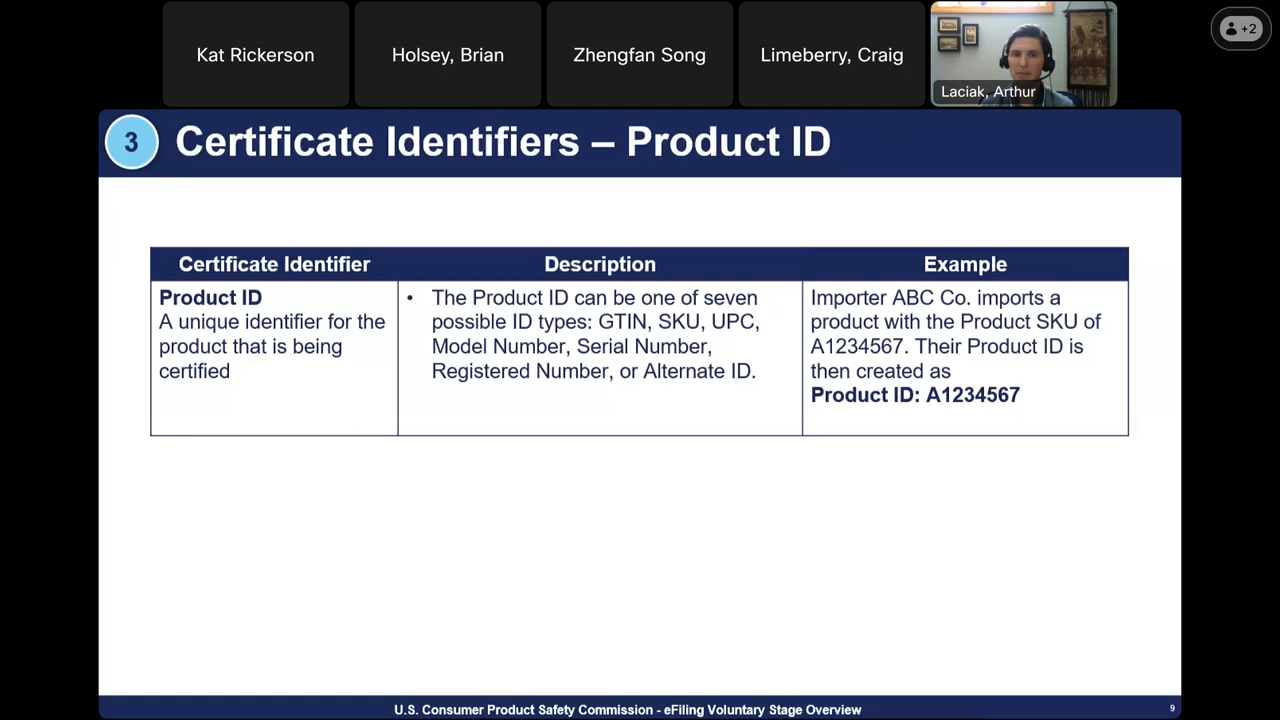 Kat Rickerson
Holsey, Brian
Zhengfan Song
Limeberry, Craig
Laciak, Arthur
+2
3
Certificate Identifiers – Product ID
Certificate Identifier
Description
Example
Product ID
A unique identifier for the
product that is being
certified
• The Product ID can be one of seven
possible ID types: GTIN, SKU, UPC,
Model Number, Serial Number,
Registered Number, or Alternate ID.
Importer ABC Co. imports a
product with the Product SKU of
A1234567. Their Product ID is
then created as
Product ID: A1234567
U.S. Consumer Product Safety Commission - eFiling Voluntary Stage Overview
9